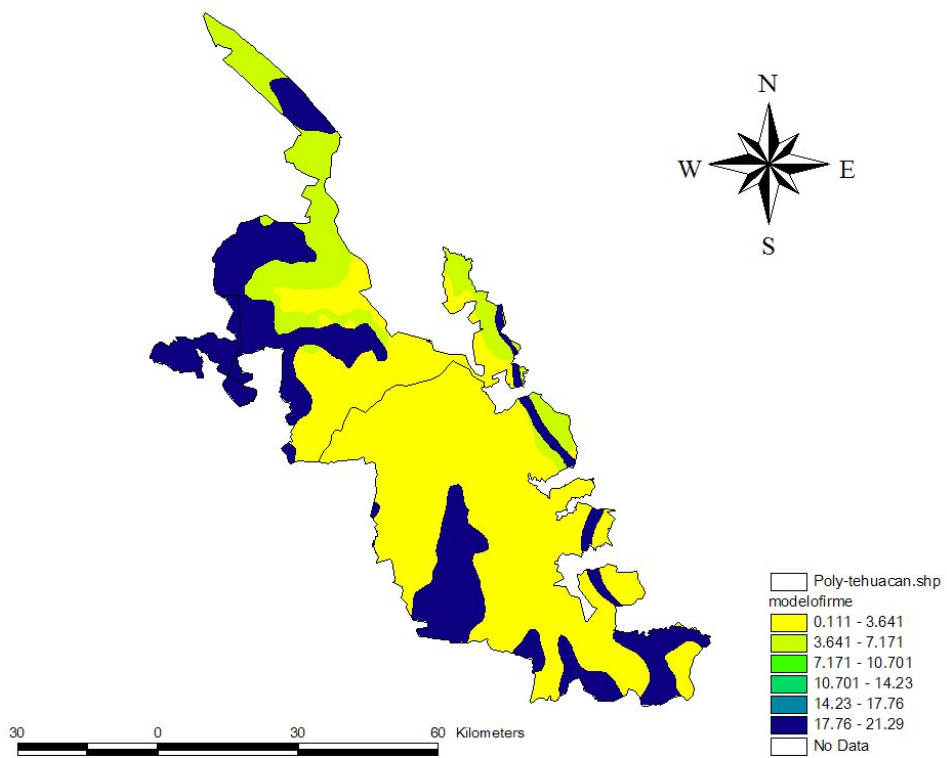 N
W E
S
Poly-tehuacan.shp
modelofirme
0.111 - 3.641
3.641 - 7.171
7.171 - 10.701
10.701 - 14.23
14.23 - 17.76
17.76 - 21.29
No Data
30 0 30 60 Kilometers